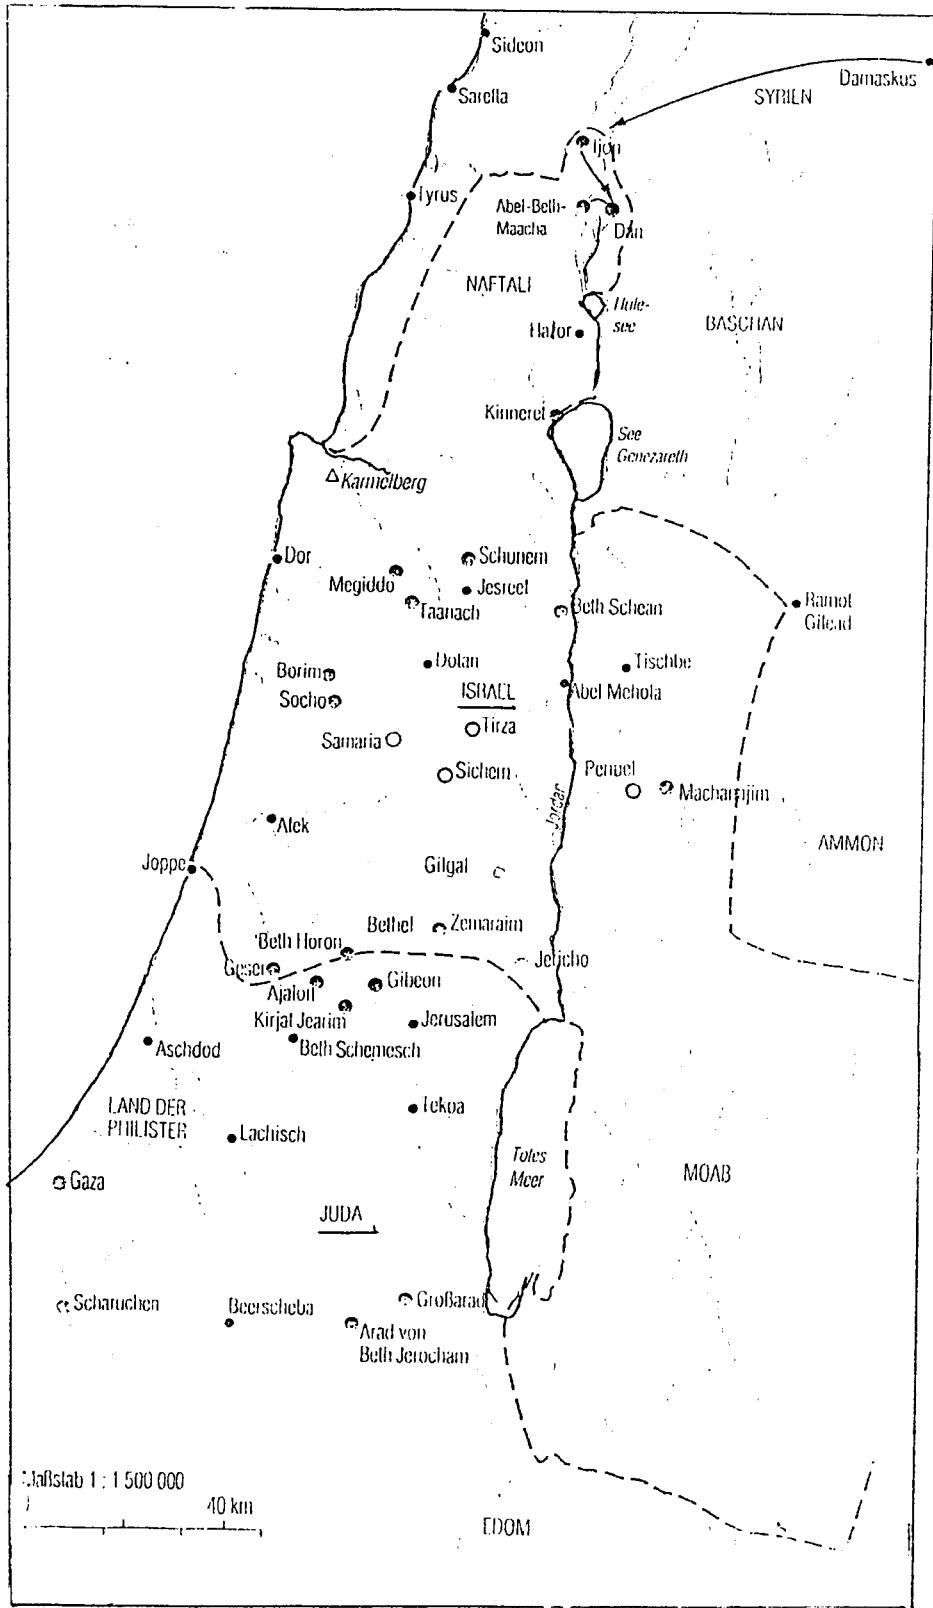 Sideon
Damaskus
Sarefla
SYRIEN
Ijon
Tyrus
Abel-Beth-
Maacha
Dan
NAFTALI
Hule-
see
BASCHAN
Hazor
Kinneret
See
Genezareth
Karmelberg
Dor
Schunem
Megiddo
Jesreel
Taanach
Beth Schean
Ramot
Gilead
Dotan
Tischbe
Borim
ISRAEL
Abel Mehola
Socho
Tirza
Samaria
Sichem
Penuel
Machanajim
Jordan
Afek
AMMON
Joppe
Gilgal
Bethel
Zemaraim
Beth Horon
Geser
Jericho
Ajalon
Gibeon
Kirjat Jearim
Jerusalem
Aschdod
Beth Schemesch
LAND DER
PHILISTER
Tekoa
Lachisch
Totes
Meer
MOAB
Gaza
JUDA
Scharuchen
Beerscheba
Großarad
Arad von
Beth Jerocham
Maßstab 1 : 1 500 000
40 km
EDOM